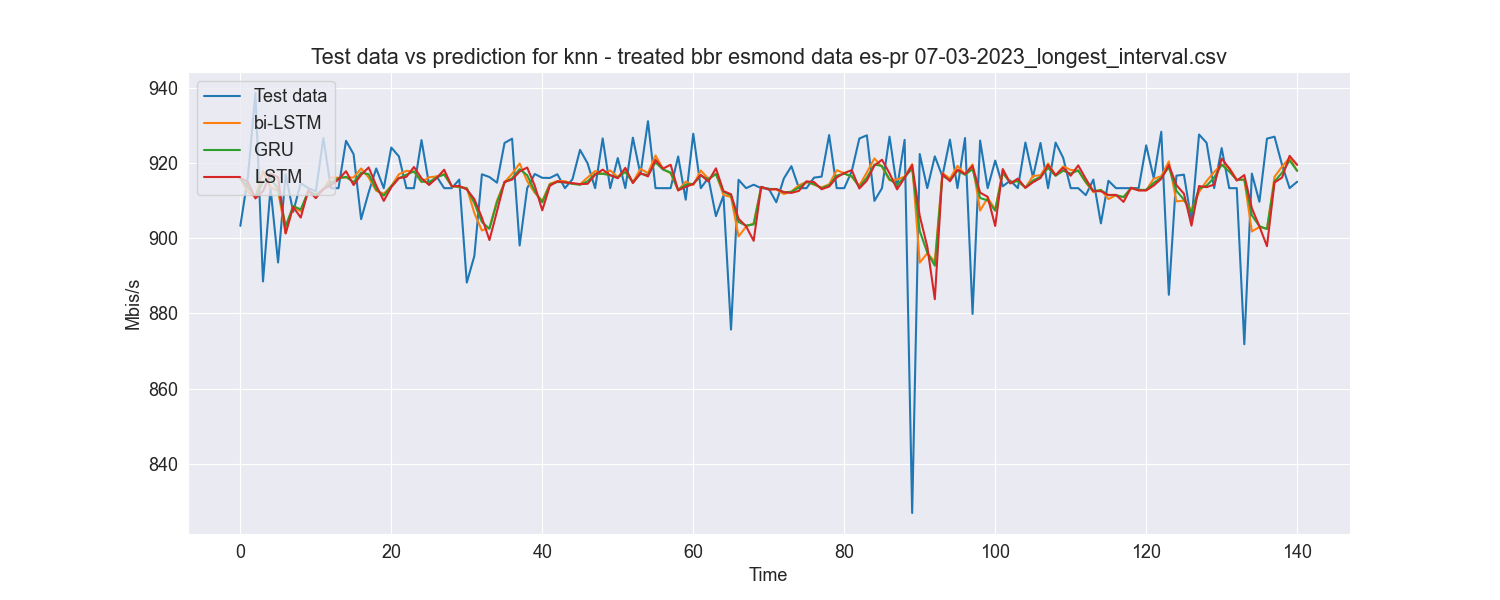 Test data vs prediction for knn - treated bbr esmond data es-pr 07-03-2023_longest_interval.csv
Test data
bi-LSTM
GRU
LSTM
940
920
900
880
860
840
Mbis/s
0 20 40 60 80 100 120 140
Time